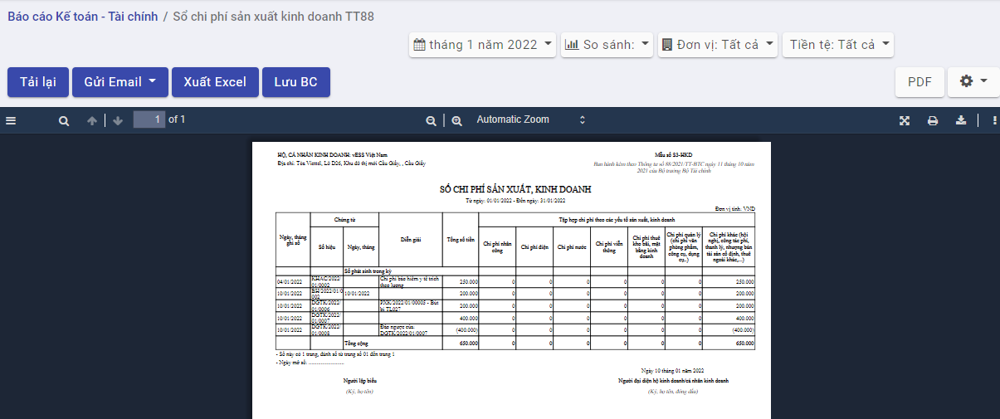 Báo cáo Kế toán - Tài chính / Sổ chi phí sản xuất kinh doanh TT88
tháng 1 năm 2022 So sánh: Đơn vị: Tất cả Tiền tệ: Tất cả
Tải lại Gửi Email Xuất Excel Lưu BC PDF
1 of 1 Automatic Zoom
HỘ, CÁ NHÂN KINH DOANH: vESS Việt Nam
Mẫu số S3-HKD
Địa chỉ: Tòa Viettel, Lô D26, Khu đô thị mới Cầu Giấy, , Cầu Giấy
Ban hành kèm theo Thông tư số 88/2021/TT-BTC ngày 11 tháng 10 năm
2021 của Bộ trưởng Bộ Tài chính
SỔ CHI PHÍ SẢN XUẤT, KINH DOANH
Từ ngày: 01/01/2022 - Đến ngày: 31/01/2022
Đơn vị tính: VND
Ngày, tháng ghi sổ Chứng từ Diễn giải Tổng số tiền Tập hợp chi phí theo các yếu tố sản xuất, kinh doanh
Số hiệu Ngày, tháng Chi phí nhân công Chi phí điện Chi phí nước Chi phí viễn thông Chi phí thuê kho bãi, mặt bằng kinh doanh Chi phí quản lý (chi phí văn phòng phẩm, công cụ, dụng cụ..) Chi phí khác (hội nghị, công tác phí, thanh lý, nhượng bán tài sản cố định, thuê ngoài khác,...)
Số phát sinh trong kỳ
04/01/2022 KHAC/2022/01/0002 Chi phí bảo hiểm y tế trích theo lương 250.000 0 0 0 0 0 0 250.000
10/01/2022 BH/2022/01/0002 10/01/2022 200.000 0 0 0 0 0 0 200.000
10/01/2022 DGTK/2022/01/0006 PXK/2022/01/00005 - Bút bi TL027 200.000 0 0 0 0 0 0 200.000
10/01/2022 DGTK/2022/01/0007 400.000 0 0 0 0 0 0 400.000
10/01/2022 DGTK/2022/01/0008 Đảo ngược của: DGTK/2022/01/0007 (400.000) 0 0 0 0 0 0 (400.000)
Tổng cộng 650.000 0 0 0 0 0 0 650.000
- Sổ này có 1 trang, đánh số từ trang số 01 đến trang 1
- Ngày mở sổ: ........................
Ngày 10 tháng 01 năm 2022
Người lập biểu Người đại diện hộ kinh doanh/cá nhân kinh doanh
(Ký, họ tên) (Ký, họ tên, đóng dấu)